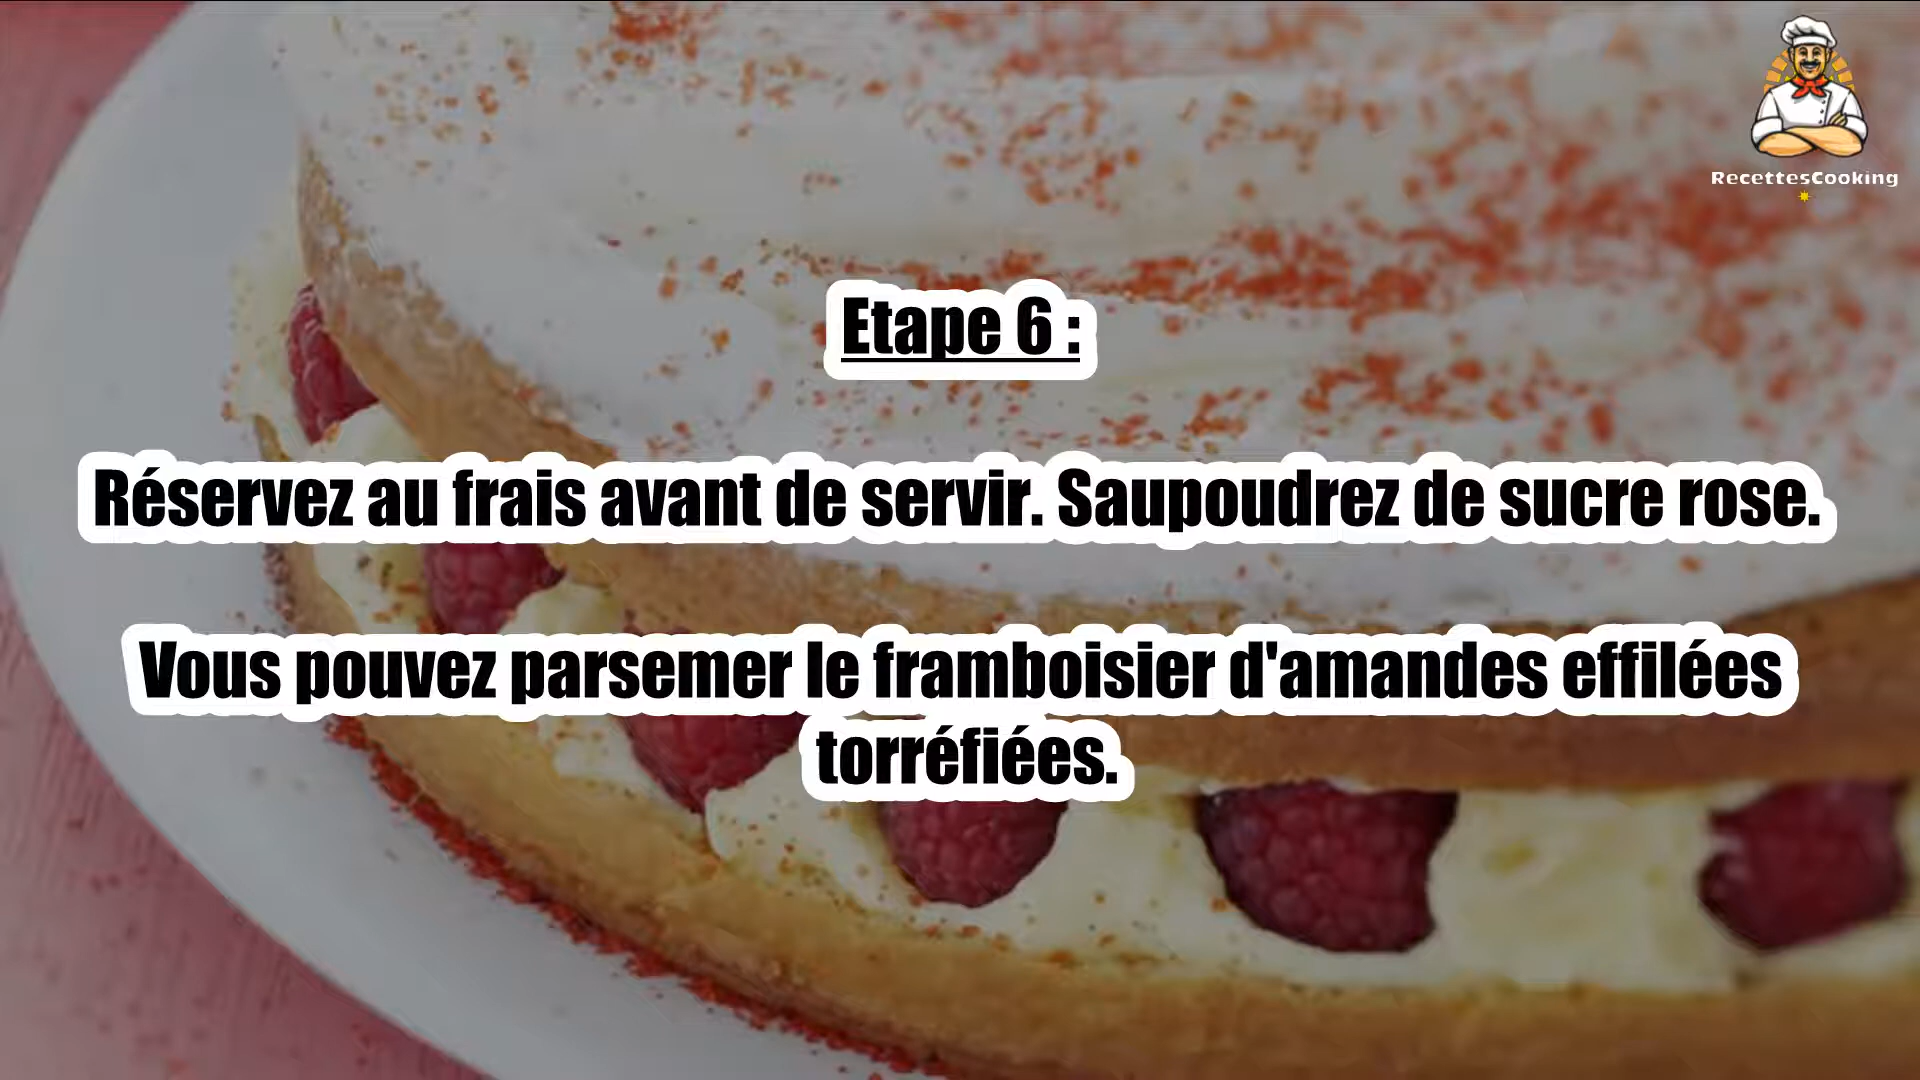 RecettesCooking
Etape 6 :
Réservez au frais avant de servir. Saupoudrez de sucre rose.
Vous pouvez parsemer le framboisier d'amandes effilées
torréfiées.